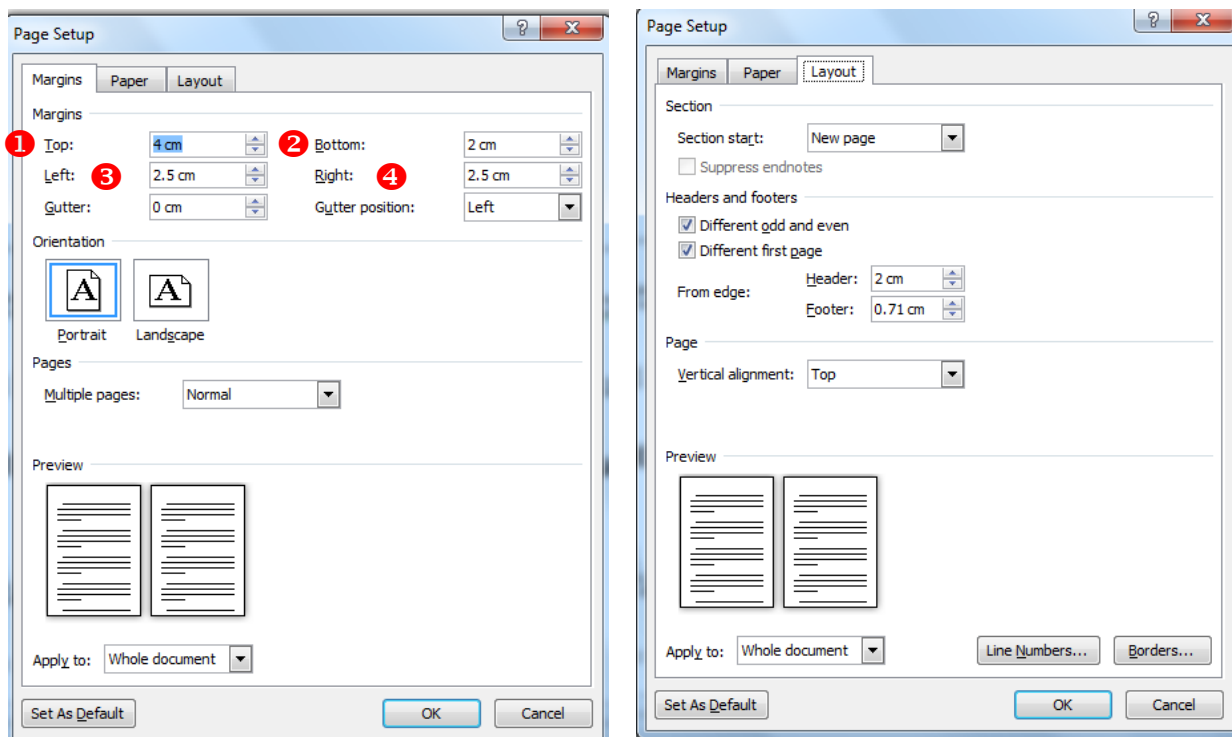 Page Setup
Margins Paper Layout
Margins
1 Top: 4 cm 2 Bottom: 2 cm
Left: 3 2.5 cm Right: 4 2.5 cm
Gutter: 0 cm Gutter position: Left
Orientation
A A
Portrait Landscape
Pages
Multiple pages: Normal
Preview
Apply to: Whole document
Set As Default OK Cancel
Page Setup
Margins Paper Layout
Section
Section start: New page
Suppress endnotes
Headers and footers
Different odd and even
Different first page
From edge: Header: 2 cm
Footer: 0.71 cm
Page
Vertical alignment: Top
Preview
Apply to: Whole document Line Numbers... Borders...
Set As Default OK Cancel